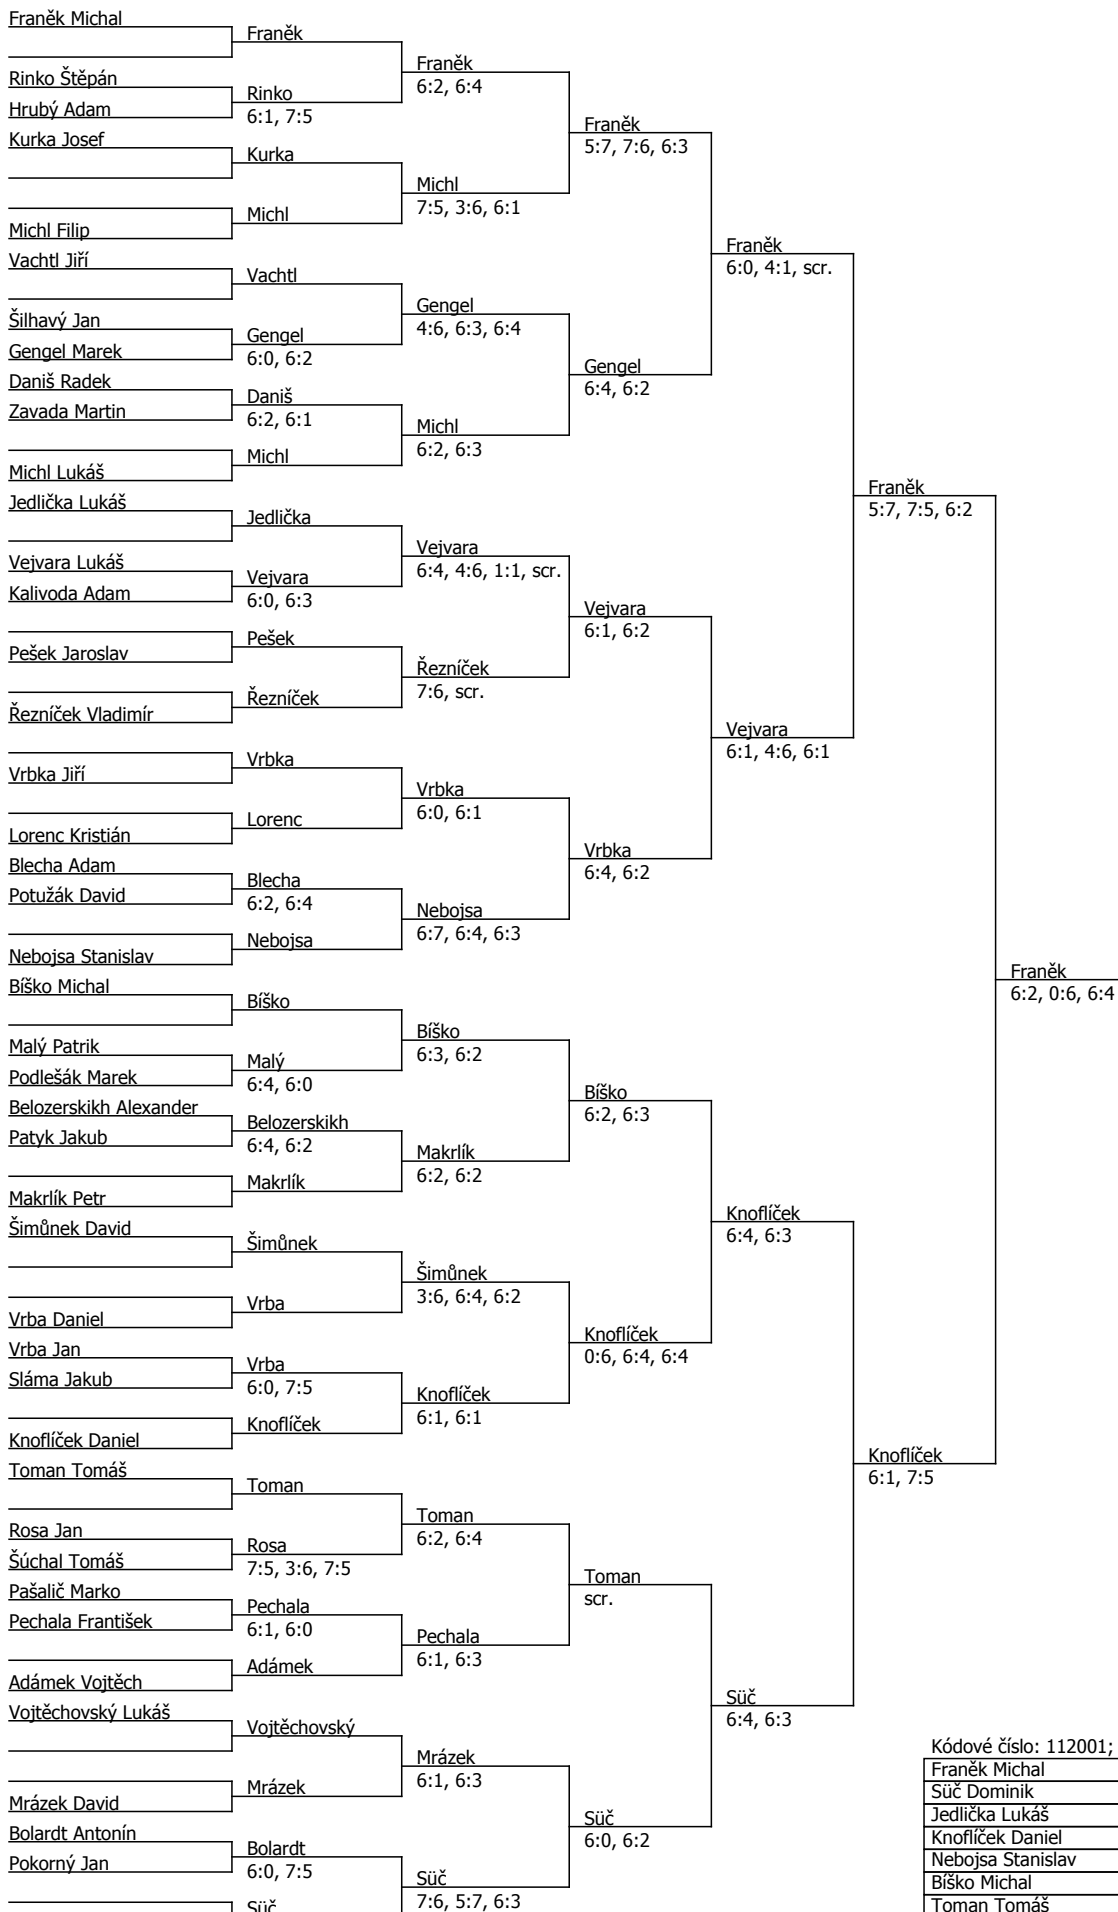 Franěk Michal
Rinko Štěpán
Hrubý Adam
Kurka Josef
Michl Filip
Vachtl Jiří
Šilhavý Jan
Gengel Marek
Daniš Radek
Zavada Martin
Michl Lukáš
Jedlička Lukáš
Vejvara Lukáš
Kalivoda Adam
Pešek Jaroslav
Řezníček Vladimír
Vrbka Jiří
Lorenc Kristián
Blecha Adam
Potužák David
Nebojsa Stanislav
Bíško Michal
Malý Patrik
Podlešák Marek
Belozerskikh Alexander
Patyk Jakub
Makrlík Petr
Šimůnek David
Vrba Daniel
Vrba Jan
Sláma Jakub
Knoflíček Daniel
Toman Tomáš
Rosa Jan
Šúchal Tomáš
Pašalič Marko
Pechala František
Adámek Vojtěch
Vojtěchovský Lukáš
Mrázek David
Bolardt Antonín
Pokorný Jan
Franěk
Rinko
6:1, 7:5
Kurka
Michl
Vachtl
Gengel
6:0, 6:2
Daniš
6:2, 6:1
Michl
Jedlička
Vejvara
6:0, 6:3
Pešek
Řezníček
Vrbka
Lorenc
Blecha
6:2, 6:4
Nebojsa
Bíško
Malý
6:4, 6:0
Belozerskikh
6:4, 6:2
Makrlík
Šimůnek
Vrba
Vrba
6:0, 7:5
Knoflíček
Toman
Rosa
7:5, 3:6, 7:5
Pechala
6:1, 6:0
Adámek
Vojtěchovský
Mrázek
Bolardt
6:0, 7:5
Süč
Franěk
6:2, 6:4
Michl
7:5, 3:6, 6:1
Gengel
4:6, 6:3, 6:4
Michl
6:2, 6:3
Vejvara
6:4, 4:6, 1:1, scr.
Řezníček
7:6, scr.
Vrbka
6:0, 6:1
Nebojsa
6:7, 6:4, 6:3
Bíško
6:3, 6:2
Makrlík
6:2, 6:2
Šimůnek
3:6, 6:4, 6:2
Knoflíček
6:1, 6:1
Toman
6:2, 6:4
Pechala
6:1, 6:3
Mrázek
6:1, 6:3
Süč
7:6, 5:7, 6:3
Franěk
5:7, 7:6, 6:3
Gengel
6:4, 6:2
Vejvara
6:1, 6:2
Vrbka
6:4, 6:2
Bíško
6:2, 6:3
Knoflíček
0:6, 6:4, 6:4
Toman
scr.
Süč
6:0, 6:2
Franěk
6:0, 4:1, scr.
Vejvara
6:1, 4:6, 6:1
Knoflíček
6:4, 6:3
Süč
6:4, 6:3
Franěk
5:7, 7:5, 6:2
Knoflíček
6:1, 7:5
Franěk
6:2, 0:6, 6:4
Kódové číslo: 112001;
Franěk Michal
Süč Dominik
Jedlička Lukáš
Knoflíček Daniel
Nebojsa Stanislav
Bíško Michal
Toman Tomáš